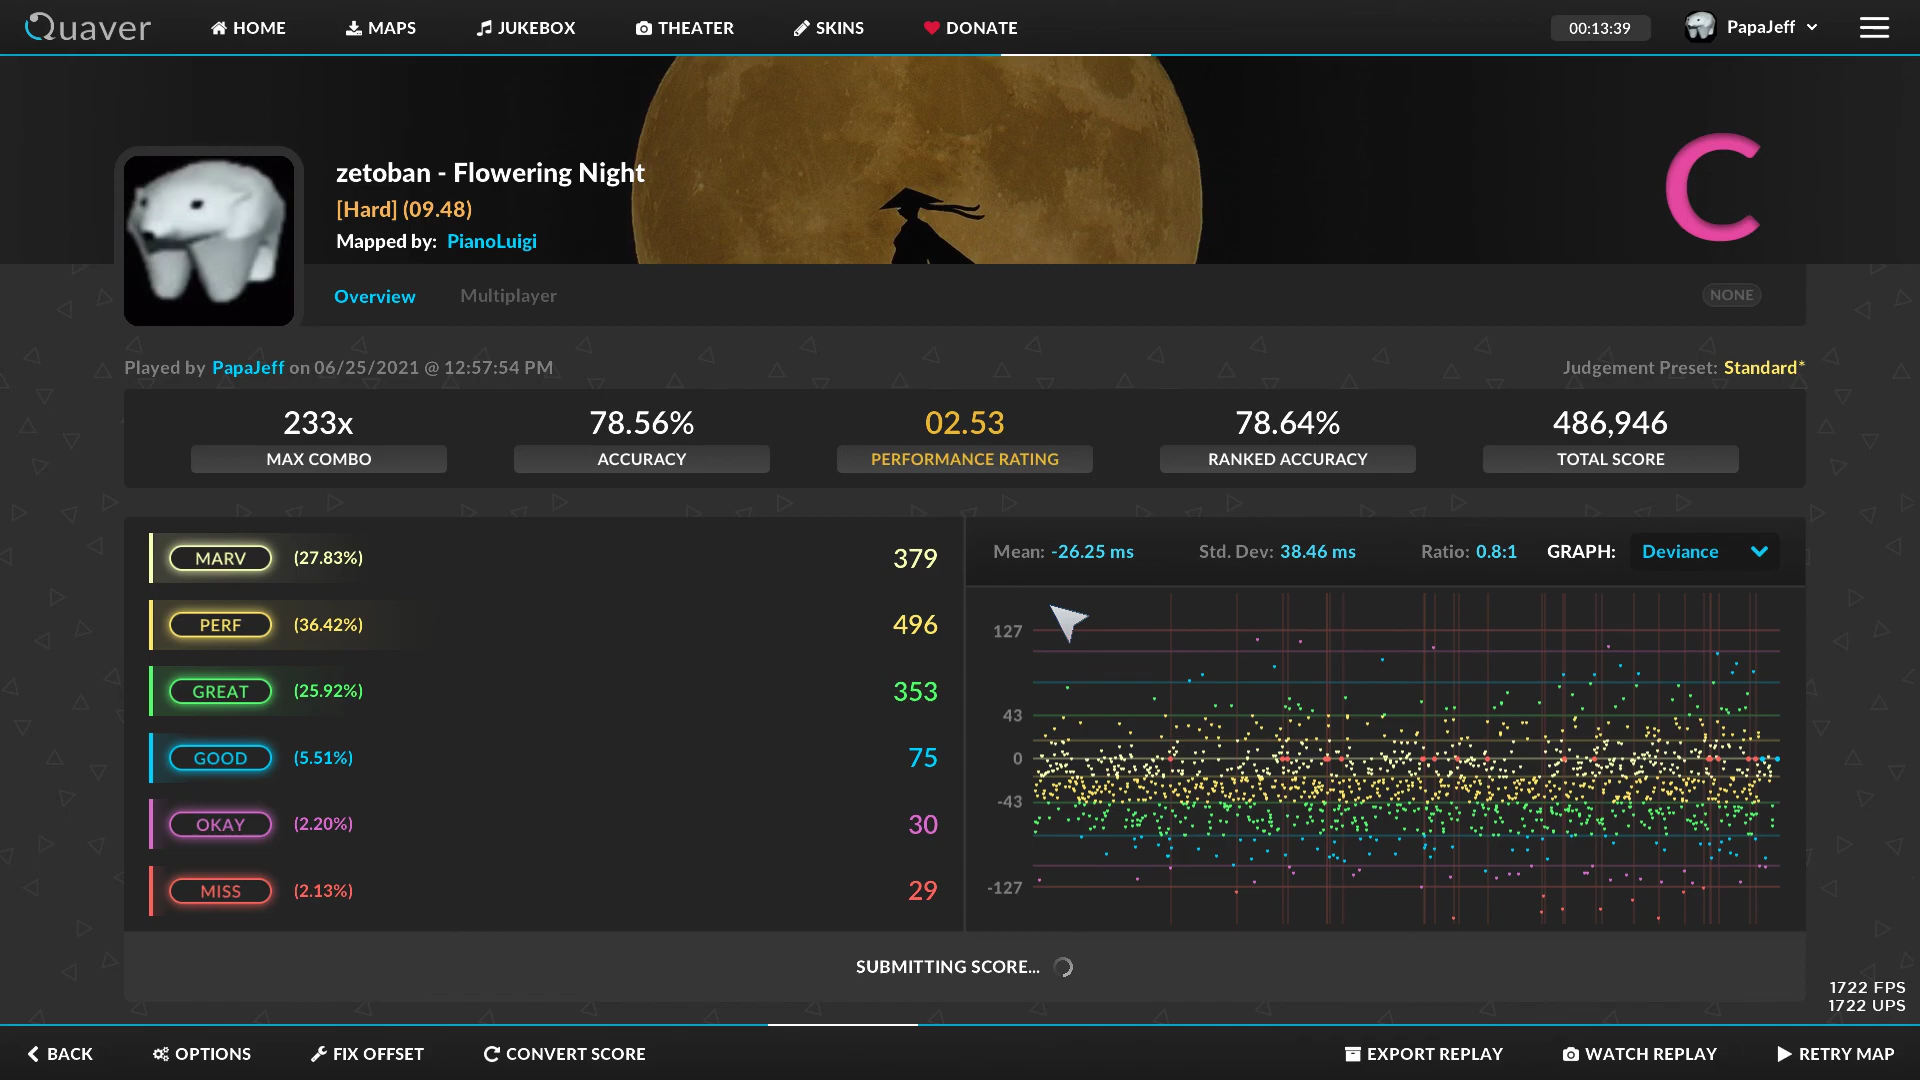 Quaver HOME MAPS JUKEBOX THEATER SKINS DONATE 00:13:39 PapaJeff
zetoban - Flowering Night
[Hard] (09.48)
Mapped by: PianoLuigi
C
Overview Multiplayer NONE
Played by PapaJeff on 06/25/2021 @ 12:57:54 PM Judgement Preset: Standard*
233x 78.56% 02.53 78.64% 486,946
MAX COMBO ACCURACY PERFORMANCE RATING RANKED ACCURACY TOTAL SCORE
MARV (27.83%) 379
PERF (36.42%) 496
GREAT (25.92%) 353
GOOD (5.51%) 75
OKAY (2.20%) 30
MISS (2.13%) 29
Mean: -26.25 ms Std. Dev: 38.46 ms Ratio: 0.8:1 GRAPH: Deviance
127
43
0
-43
-127
SUBMITTING SCORE...
1722 FPS
1722 UPS
BACK OPTIONS FIX OFFSET CONVERT SCORE EXPORT REPLAY WATCH REPLAY RETRY MAP